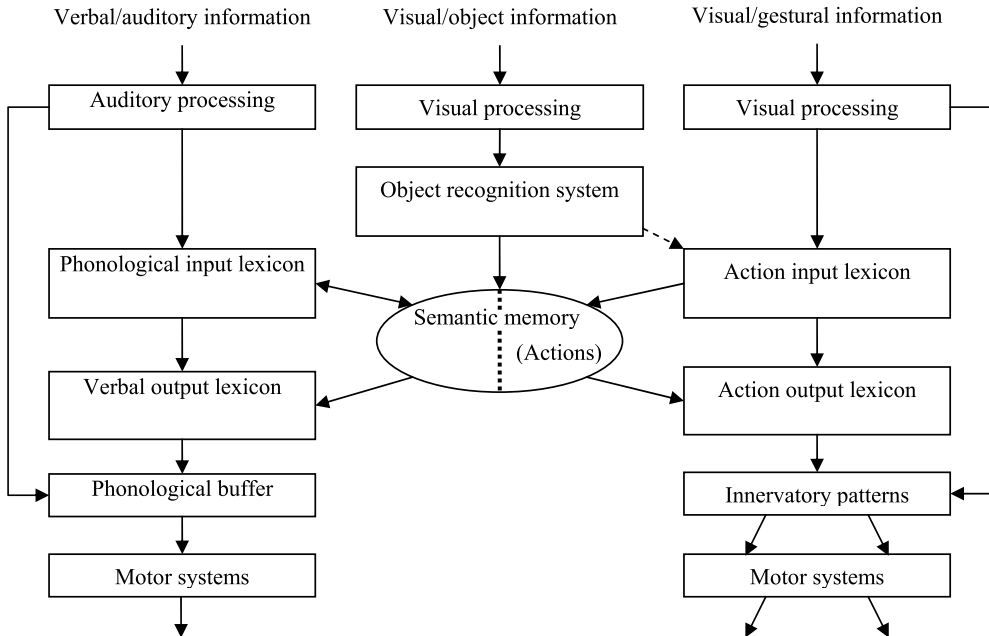 Verbal/auditory information
Visual/object information
Visual/gestural information
Auditory processing
Visual processing
Visual processing
Object recognition system
Phonological input lexicon
Action input lexicon
Semantic memory
(Actions)
Verbal output lexicon
Action output lexicon
Phonological buffer
Innervatory patterns
Motor systems
Motor systems